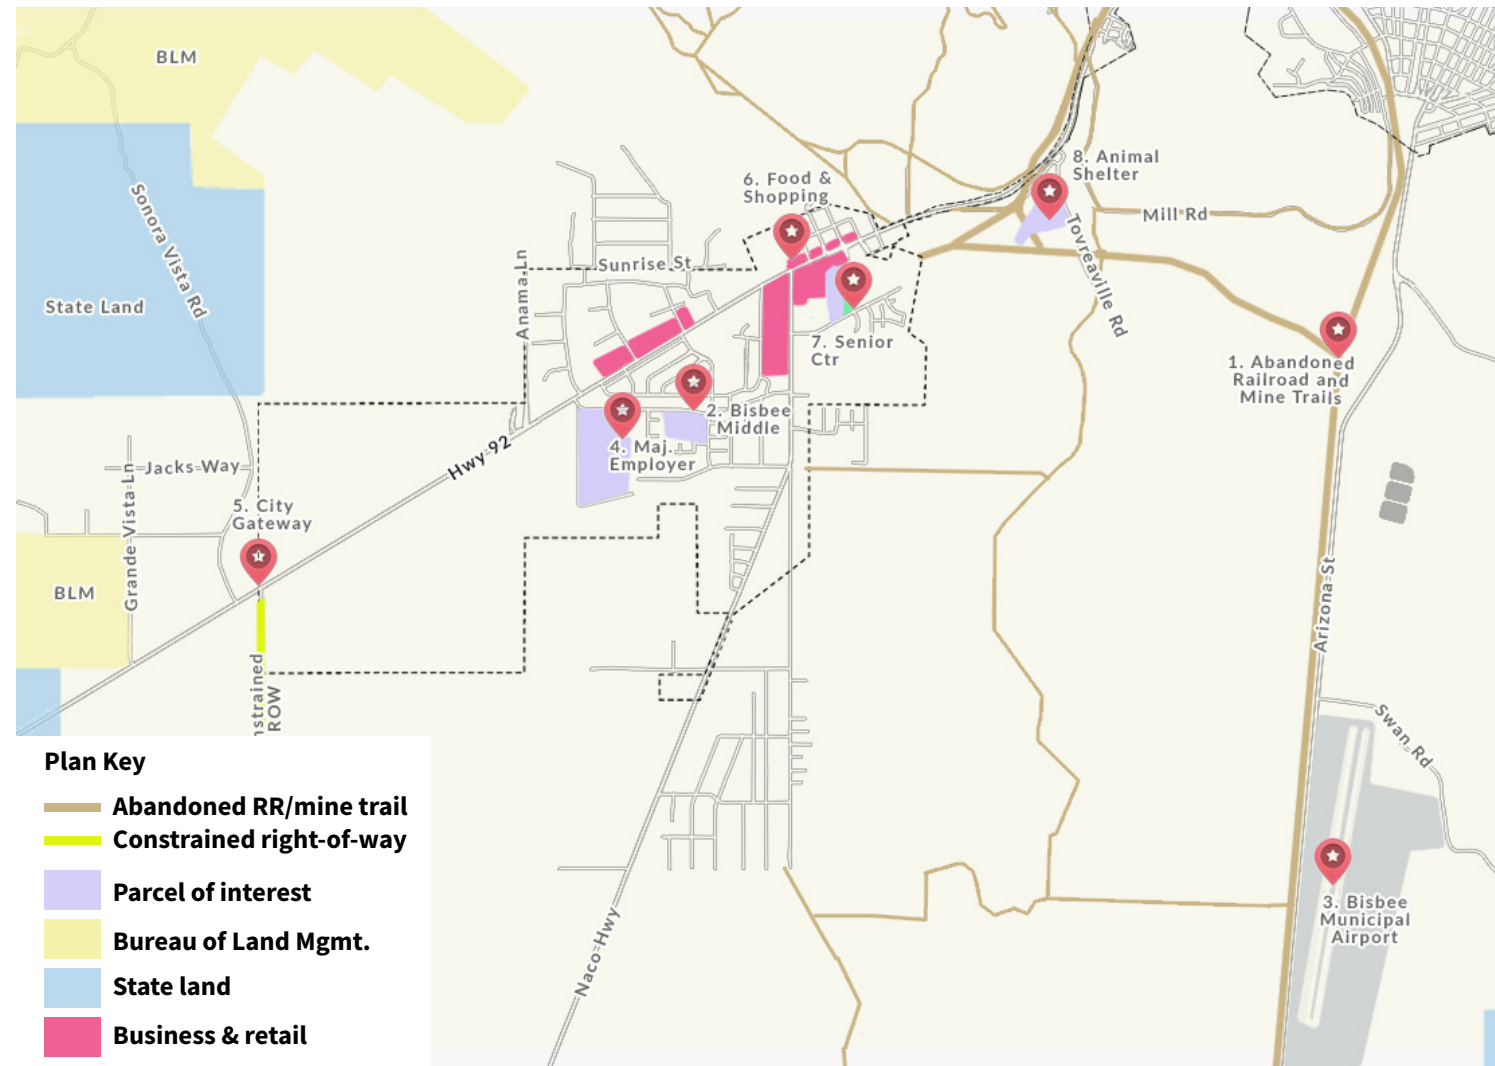 BLM
8. Animal
Shelter
6. Food &
Shopping
Mill Rd
Sonora Vista Rd
Tovreaville Rd
Anama Ln
Sunrise St
State Land
7. Senior
Ctr
1. Abandoned
Railroad and
Mine Trails
2. Bisbee
Middle
Hwy 92
4. Maj.
Employer
Jacks Way
Grande Vista Ln
5. City
Gateway
BLM
Arizona St
nstrained
ROW
Swan Rd
Plan Key
Abandoned RR/mine trail
Constrained right-of-way
Parcel of interest
Bureau of Land Mgmt.
State land
Business & retail
Naco Hwy
3. Bisbee
Municipal
Airport